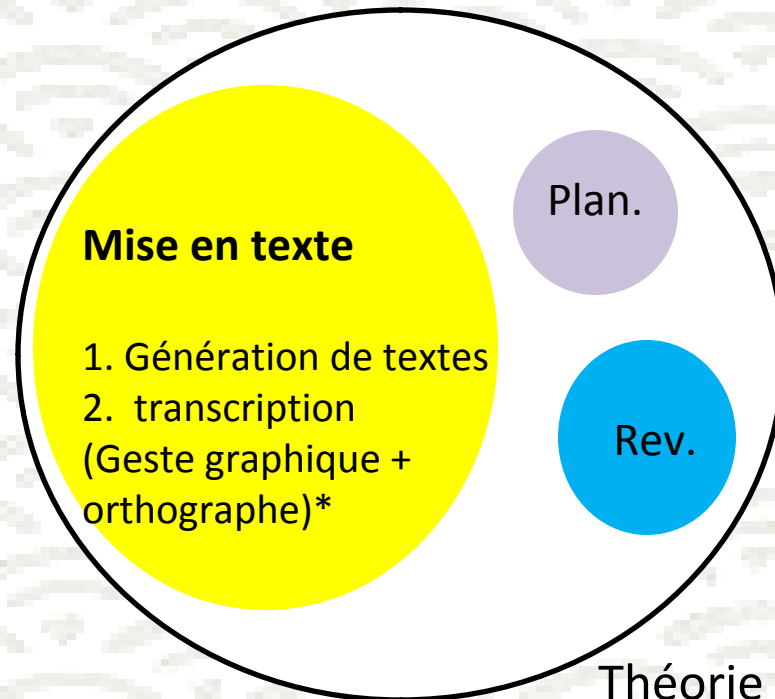 Mise en texte
1. Génération de textes
2. transcription
(Geste graphique +
orthographe)*
Plan.
Rev.
Théorie